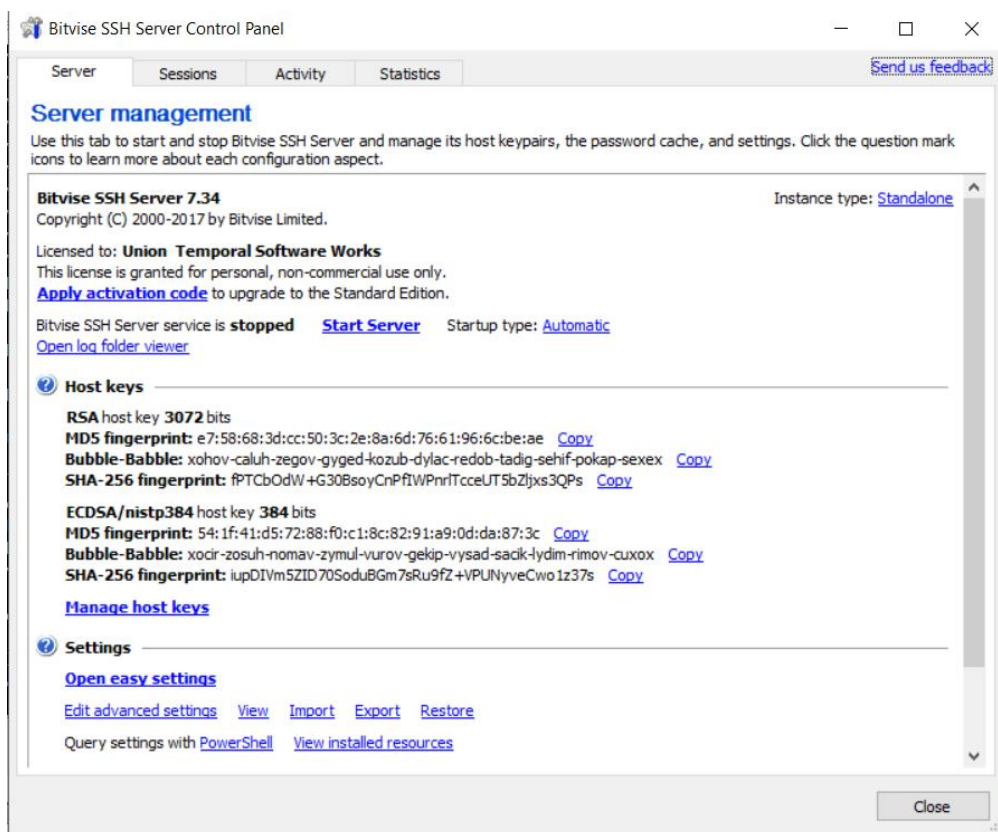 Bitvise SSH Server Control Panel
Server Sessions Activity Statistics Send us feedback
Server management
Use this tab to start and stop Bitvise SSH Server and manage its host keypairs, the password cache, and settings. Click the question mark
icons to learn more about each configuration aspect.
Bitvise SSH Server 7.34 Instance type: Standalone
Copyright (C) 2000-2017 by Bitvise Limited.
Licensed to: Union Temporal Software Works
This license is granted for personal, non-commercial use only.
Apply activation code to upgrade to the Standard Edition.
Bitvise SSH Server service is stopped Start Server Startup type: Automatic
Open log folder viewer
Host keys
RSA host key 3072 bits
MD5 fingerprint: e7:58:68:3d:cc:50:3c:2e:8a:6d:76:61:96:6c:be:ae Copy
Bubble-Babble: xohov-caluh-zegov-gyged-kozub-dylac-redob-tadig-sehif-pokap-sexex Copy
SHA-256 fingerprint: fPTCbOdW+G30BsoyCnPfIWPnrlTcceUT5bZljxs3QPs Copy
ECDSA/nistp384 host key 384 bits
MD5 fingerprint: 54:1f:41:d5:72:88:f0:c1:8c:82:91:a9:0d:da:87:3c Copy
Bubble-Babble: xocir-zosuh-nomav-zymul-vurov-gekip-vysad-sacik-lydim-rimov-cuxox Copy
SHA-256 fingerprint: iupDIVm5ZID70SoduBGm7sRu9fZ+VPUNyveCwo1z37s Copy
Manage host keys
Settings
Open easy settings
Edit advanced settings View Import Export Restore
Query settings with PowerShell View installed resources
Close